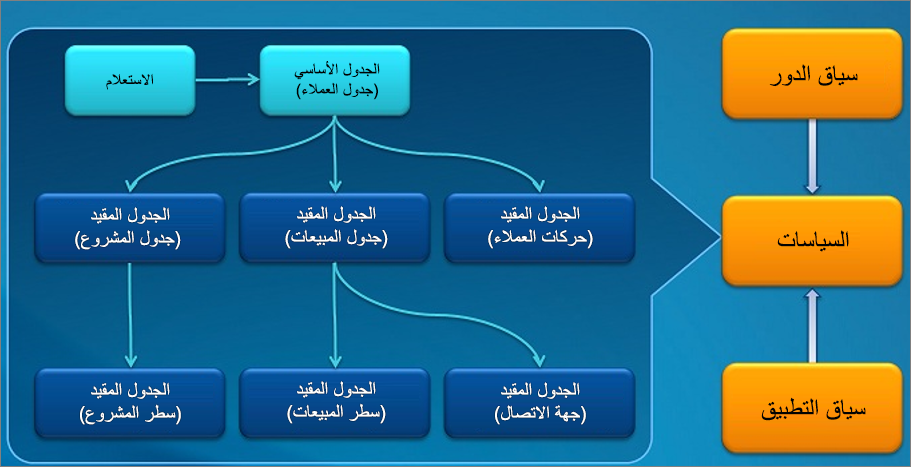 سياق الدور
السياسات
سياق التطبيق
الجدول الأساسي
(جدول العملاء)
الاستعلام
الجدول المقيد
(حركات العملاء)
الجدول المقيد
(جدول المبيعات)
الجدول المقيد
(جدول المشروع)
الجدول المقيد
(جهة الاتصال)
الجدول المقيد
(سطر المبيعات)
الجدول المقيد
(سطر المشروع)